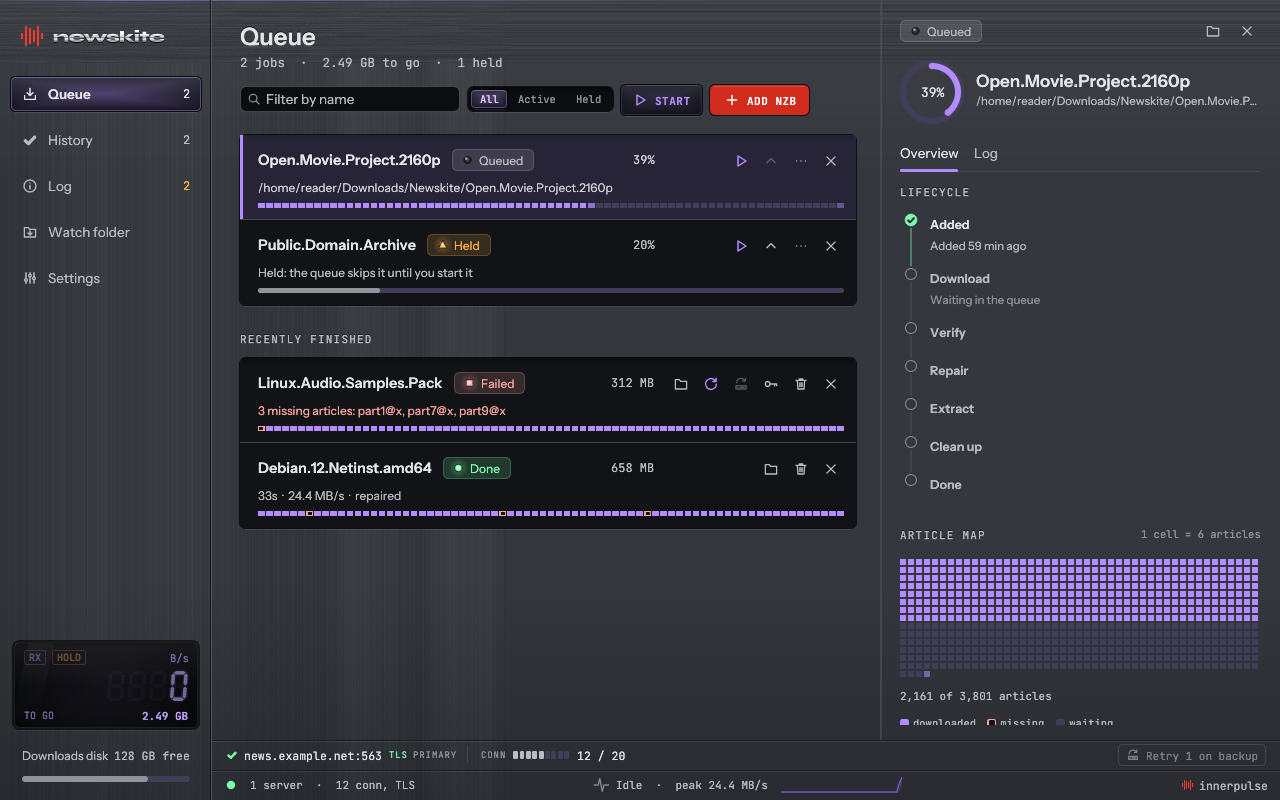 newskite
Queue 2
History 2
Log 2
Watch folder
Settings
RX HOLD B/s
0
TO GO 2.49 GB
Downloads disk 128 GB free
Queue
2 jobs · 2.49 GB to go · 1 held
Filter by name
All Active Held
START
ADD NZB
Open.Movie.Project.2160p Queued 39%
/home/reader/Downloads/Newskite/Open.Movie.Project.2160p
Public.Domain.Archive Held 20%
Held: the queue skips it until you start it
RECENTLY FINISHED
Linux.Audio.Samples.Pack Failed 312 MB
3 missing articles: part1@x, part7@x, part9@x
Debian.12.Netinst.amd64 Done 658 MB
33s · 24.4 MB/s · repaired
Queued
39%
Open.Movie.Project.2160p
/home/reader/Downloads/Newskite/Open.Movie.P…
Overview Log
LIFECYCLE
Added
Added 59 min ago
Download
Waiting in the queue
Verify
Repair
Extract
Clean up
Done
ARTICLE MAP 1 cell = 6 articles
2,161 of 3,801 articles
downloaded missing waiting
news.example.net:563 TLS PRIMARY CONN 12 / 20
Retry 1 on backup
1 server · 12 conn, TLS
Idle · peak 24.4 MB/s
innerpulse